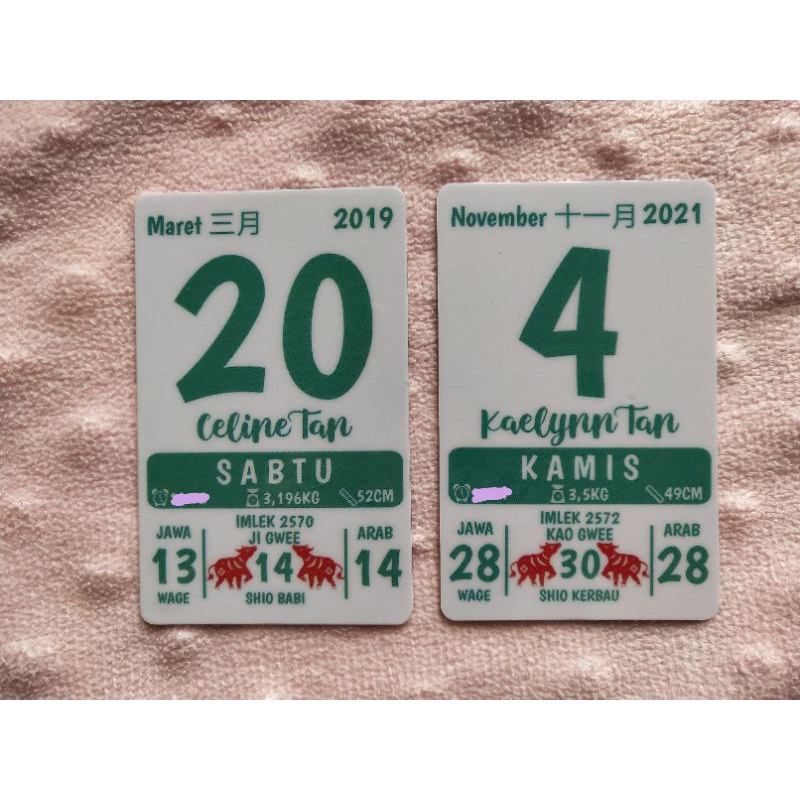 Maret 三月 2019
20
Celine Tan
SABTU
3,196KG 52CM
IMLEK 2570
JAWA JI GWEE ARAB
13 14 14
WAGE SHIO BABI
November 十一月 2021
4
Kaelynn Tan
KAMIS
3,5KG 49CM
IMLEK 2572
JAWA KAO GWEE ARAB
28 30 28
WAGE SHIO KERBAU